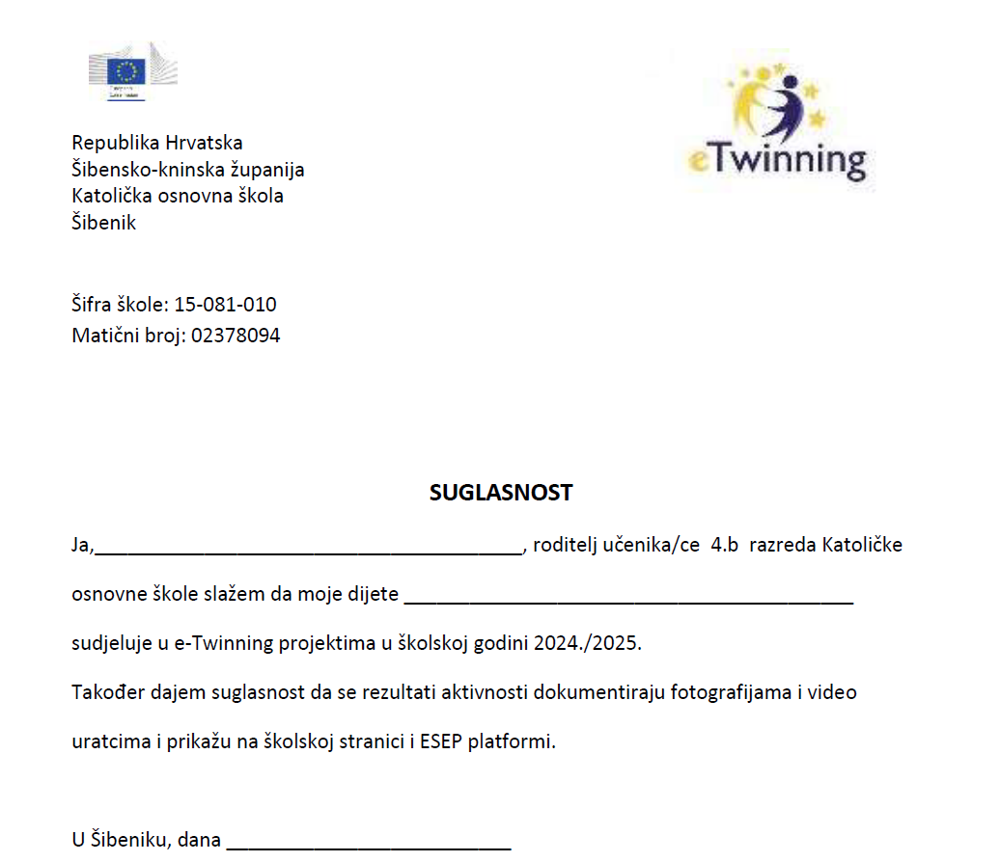 eTwinning
Republika Hrvatska
Šibensko-kninska županija
Katolička osnovna škola
Šibenik
Šifra škole: 15-081-010
Matični broj: 02378094
SUGLASNOST
Ja,_______________________________________, roditelj učenika/ce 4.b razreda Katoličke
osnovne škole slažem da moje dijete _________________________________________
sudjeluje u e-Twinning projektima u školskoj godini 2024./2025.
Također dajem suglasnost da se rezultati aktivnosti dokumentiraju fotografijama i video
uratcima i prikažu na školskoj stranici i ESEP platformi.
U Šibeniku, dana __________________________